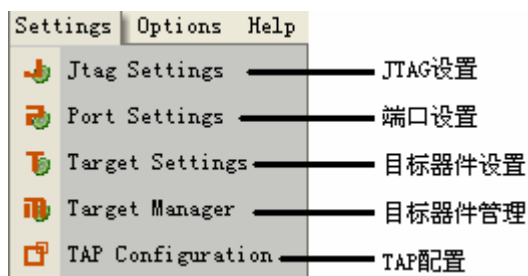 Settings Options Help
Jtag Settings JTAG设置
Port Settings 端口设置
Target Settings 目标器件设置
Target Manager 目标器件管理
TAP Configuration TAP配置